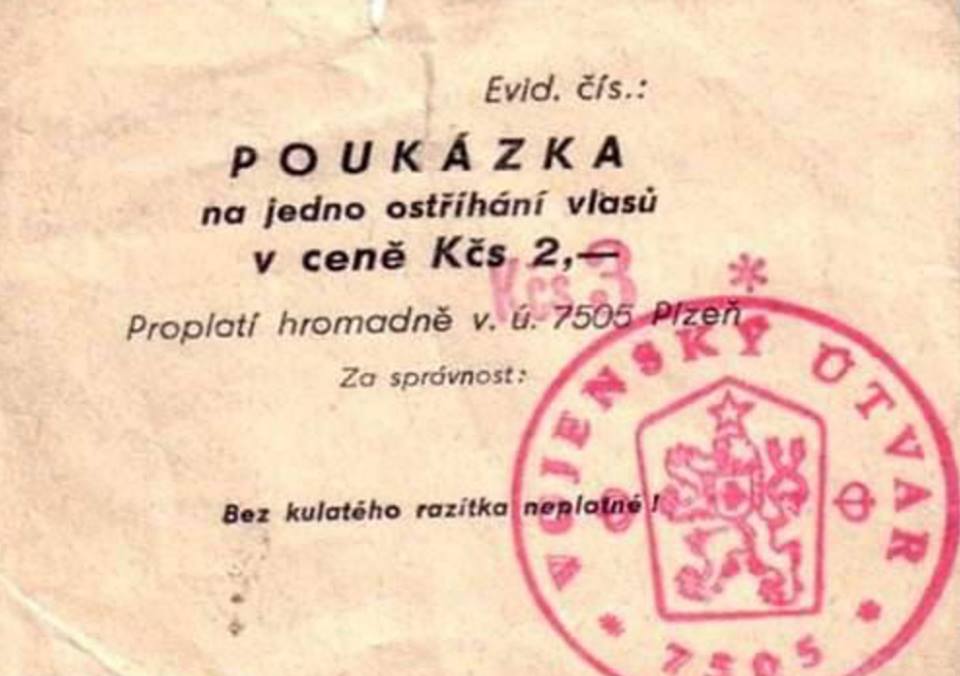 Evid. čís.:
POUKÁZKA
na jedno ostříhání vlasů
v ceně Kčs 2,—
Kčs 3
Proplatí hromadně v. ú. 7505 Plzeň
Za správnost:
Bez kulatého razítka neplatné!
VOJENSKÝ ÚTVAR
* 7505 *